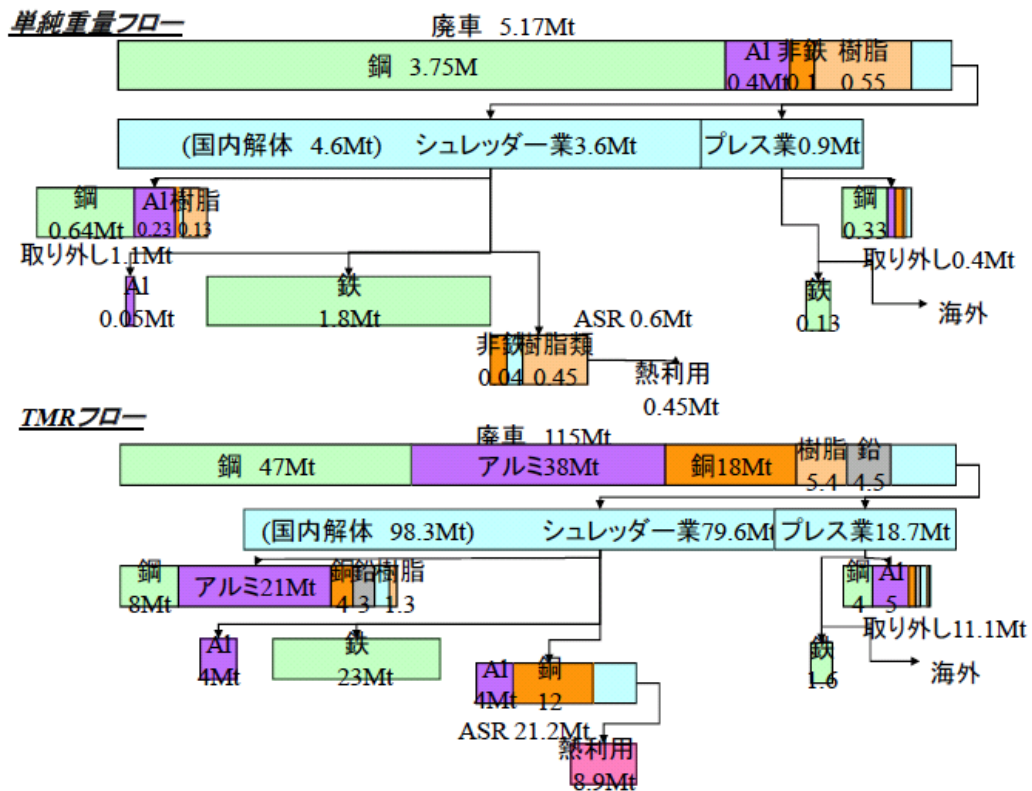 単純重量フロー
廃車 5.17Mt
鋼 3.75M
Al 非鉄 樹脂
0.4Mt 0.1 0.55
(国内解体 4.6Mt) シュレッダー業3.6Mt プレス業0.9Mt
鋼 Al 樹脂
0.64Mt 0.23 0.13
取り外し1.1Mt
鋼
0.33
取り外し0.4Mt
Al
0.05Mt
鉄
1.8Mt
鉄
0.13
海外
ASR 0.6Mt
非鉄 樹脂類
0.04 0.45
熱利用
0.45Mt
TMRフロー
廃車 115Mt
鋼 47Mt アルミ38Mt 銅18Mt
樹脂 鉛
5.4 4.5
(国内解体 98.3Mt) シュレッダー業79.6Mt プレス業18.7Mt
鋼 アルミ21Mt 銅 鉛 樹脂
8Mt 4 3 1.3
鋼 Al
4 5
取り外し11.1Mt
Al
4Mt
鉄
23Mt
鉄
1.6
海外
Al 銅
4Mt 12
ASR 21.2Mt
熱利用
8.9Mt